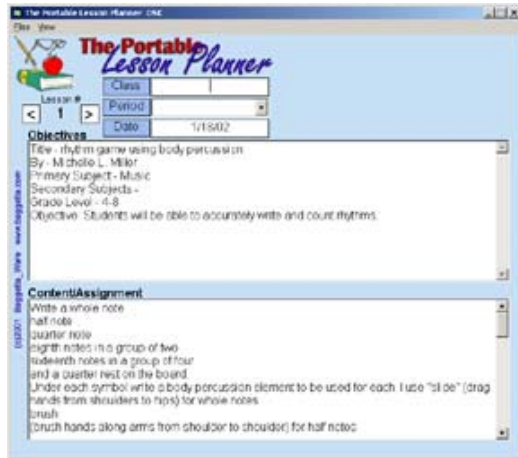 The Portable Lesson Planner
File View
The Portable
Lesson Planner
Class
Lesson #
< 1 >
Period
Date 1/18/02
Objectives
Title - rhythm game using body percussion
By - Michelle L. Miller
Primary Subject - Music
Secondary Subjects -
Grade Level - 4-8
Objective: Students will be able to accurately write and count rhythms.
Content/Assignment
Write a whole note
half note
quarter note
eighth notes in a group of two
sixteenth notes in a group of four
and a quarter rest on the board.
Under each symbol write a body percussion element to be used for each. I use "slide" (drag
hands from shoulders to hips) for whole notes
brush
(brush hands along arms from shoulder to shoulder) for half notes
(c)2001 Baggetta_Ware www.baggetta.com